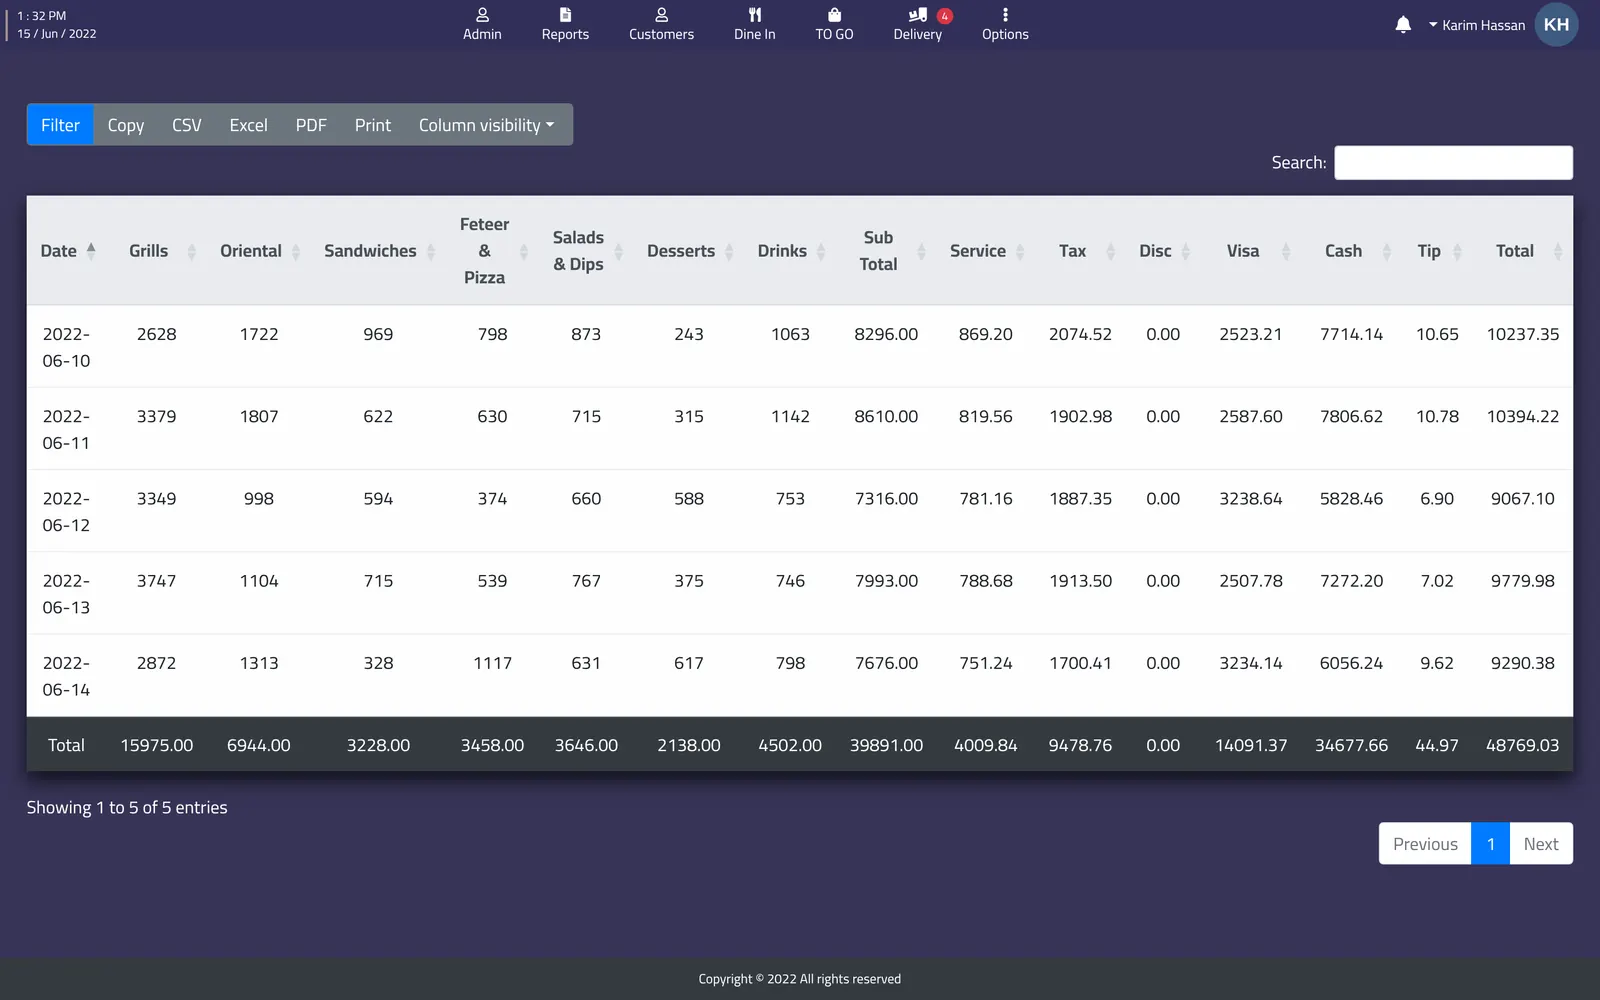 1 : 32 PM
15 / Jun / 2022
Admin
Reports
Customers
Dine In
TO GO
Delivery
4
Options
Karim Hassan
KH
Filter Copy CSV Excel PDF Print Column visibility
Search:
Date Grills Oriental Sandwiches Feteer & Pizza Salads & Dips Desserts Drinks Sub Total Service Tax Disc Visa Cash Tip Total
2022-06-10 2628 1722 969 798 873 243 1063 8296.00 869.20 2074.52 0.00 2523.21 7714.14 10.65 10237.35
2022-06-11 3379 1807 622 630 715 315 1142 8610.00 819.56 1902.98 0.00 2587.60 7806.62 10.78 10394.22
2022-06-12 3349 998 594 374 660 588 753 7316.00 781.16 1887.35 0.00 3238.64 5828.46 6.90 9067.10
2022-06-13 3747 1104 715 539 767 375 746 7993.00 788.68 1913.50 0.00 2507.78 7272.20 7.02 9779.98
2022-06-14 2872 1313 328 1117 631 617 798 7676.00 751.24 1700.41 0.00 3234.14 6056.24 9.62 9290.38
Total 15975.00 6944.00 3228.00 3458.00 3646.00 2138.00 4502.00 39891.00 4009.84 9478.76 0.00 14091.37 34677.66 44.97 48769.03
Showing 1 to 5 of 5 entries
Previous 1 Next
Copyright © 2022 All rights reserved